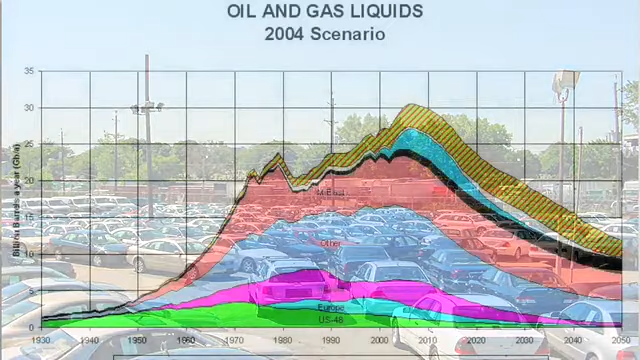 OIL AND GAS LIQUIDS
2004 Scenario
35
30
25
20
15
10
5
0
Billion Barrels a year (Gb/a)
M.East
Other
Europe
US-48
1930 1940 1950 1960 1970 1980 1990 2000 2010 2020 2030 2040 2050